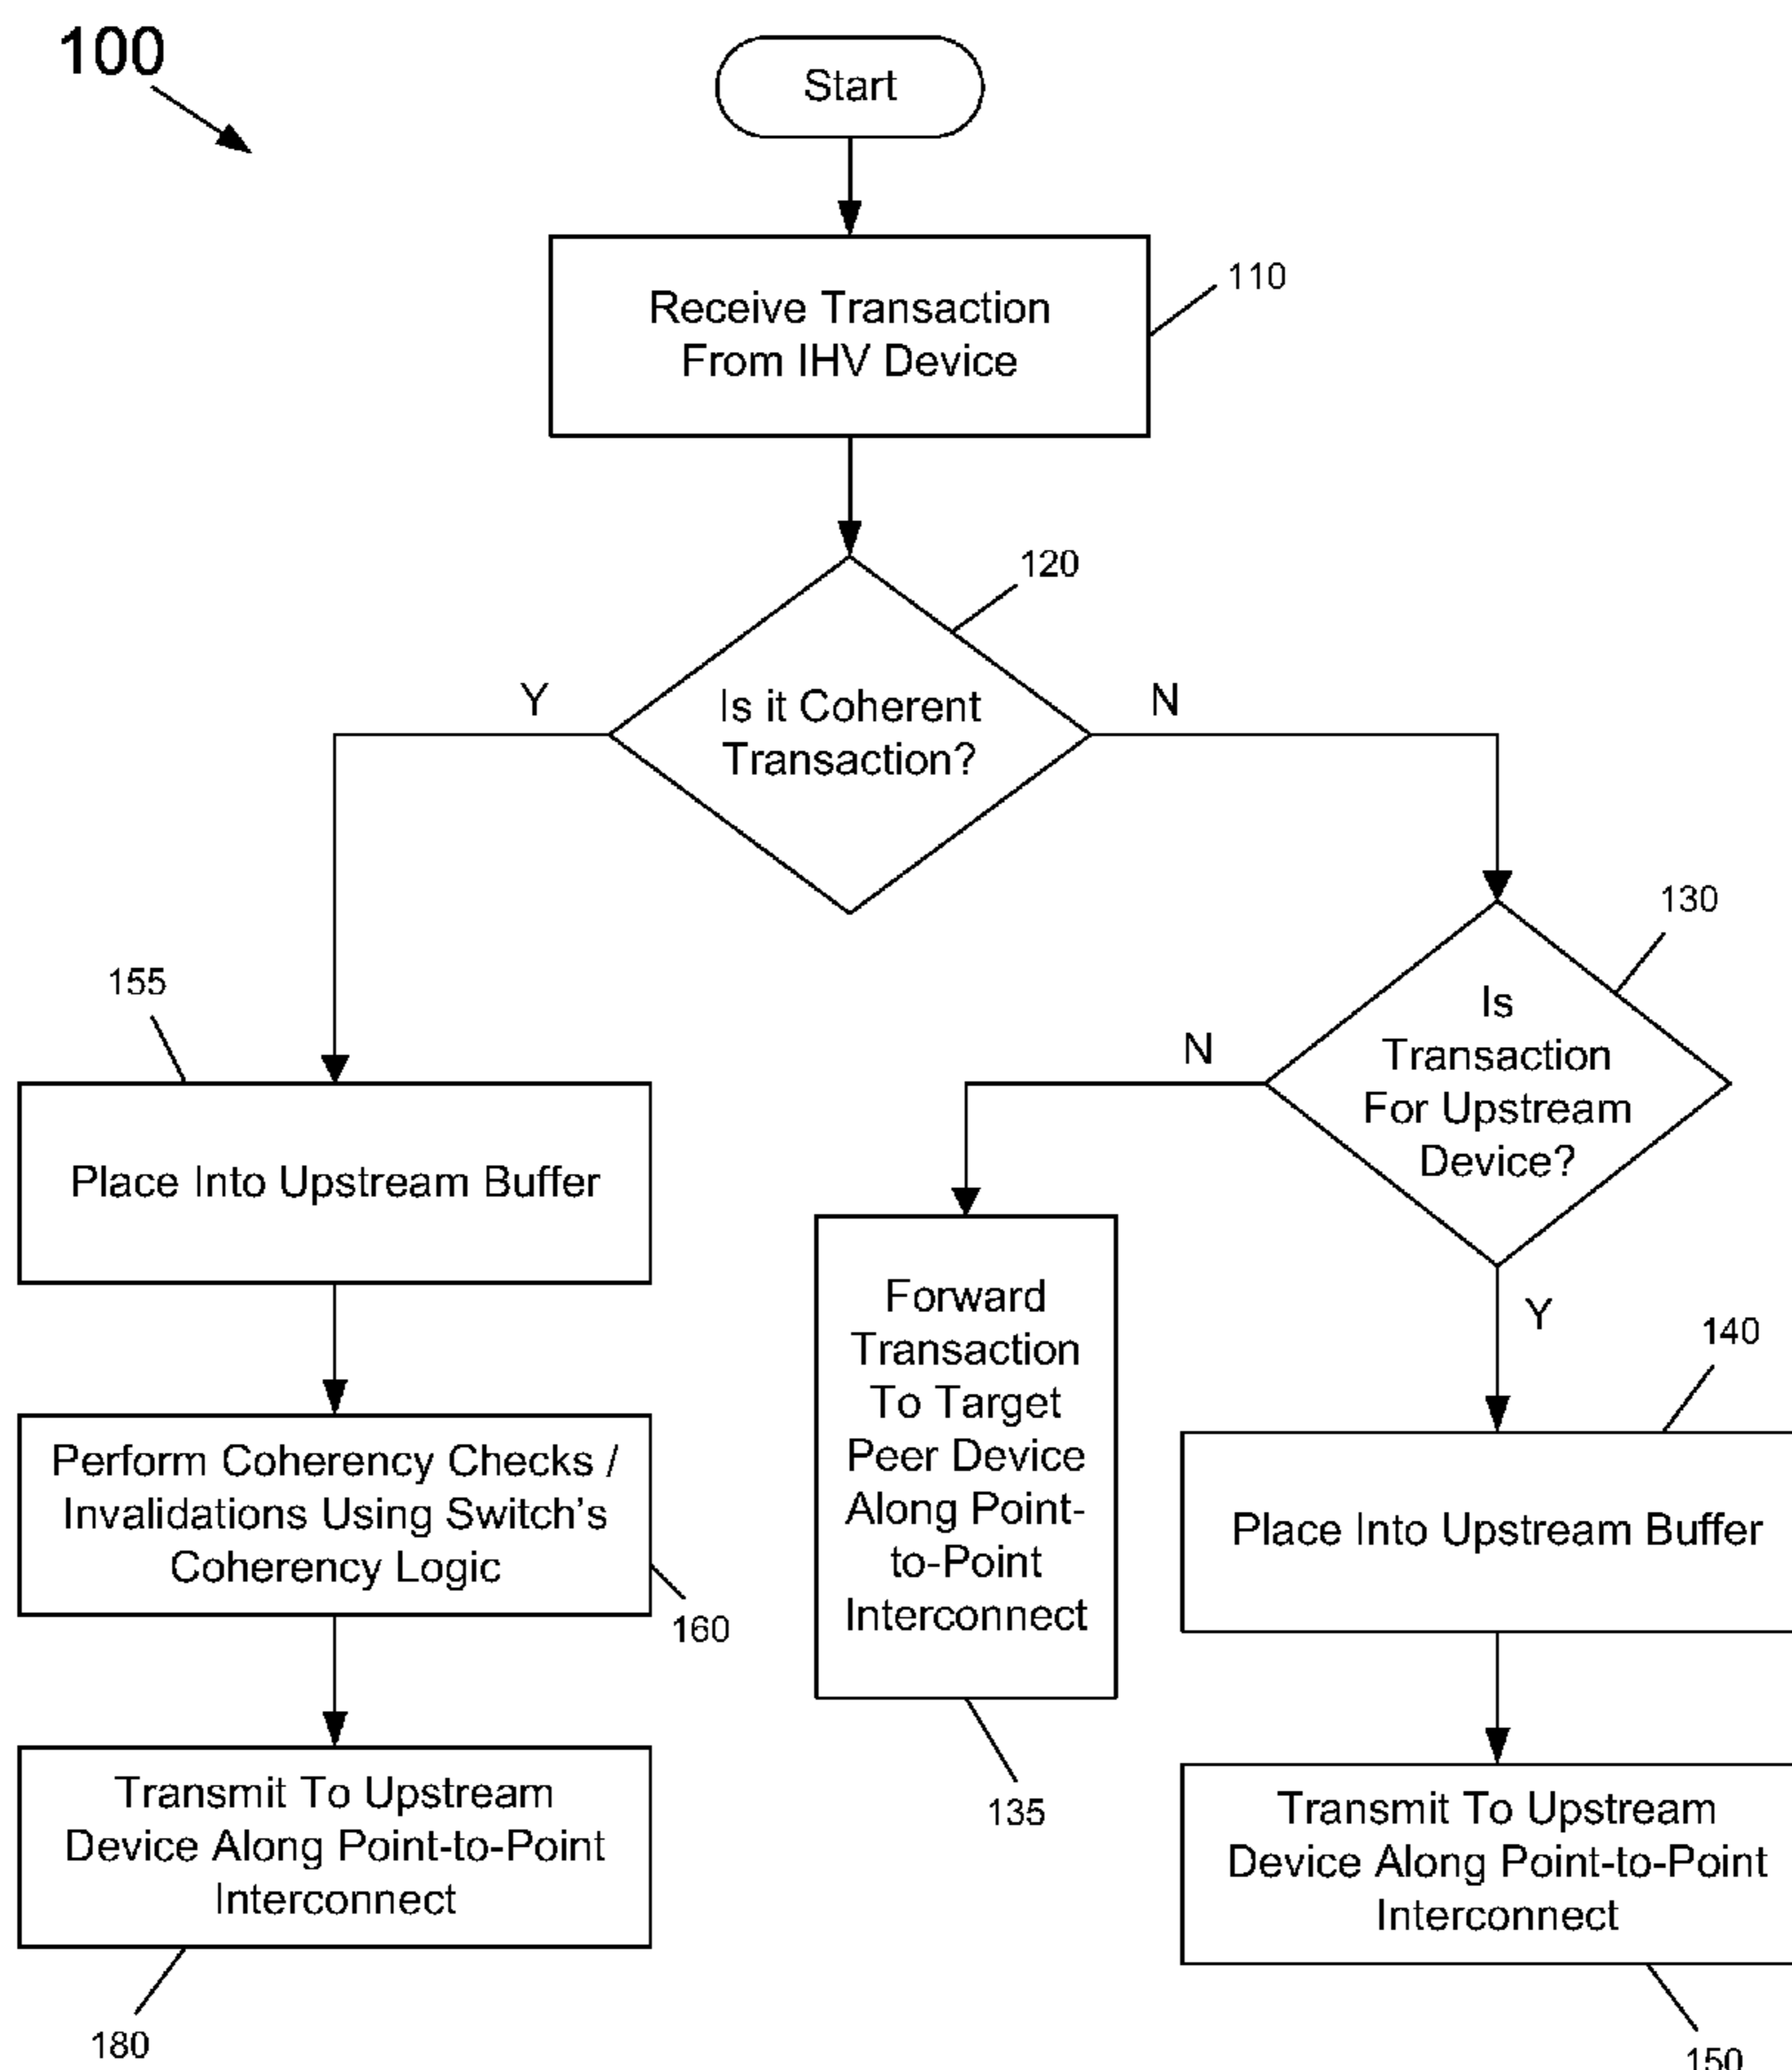 100
Start
Receive Transaction
From IHV Device
110
120
Is it Coherent
Transaction?
Y
N
130
Is
Transaction
For Upstream
Device?
N
Y
155
Place Into Upstream Buffer
Perform Coherency Checks /
Invalidations Using Switch's
Coherency Logic
160
Transmit To Upstream
Device Along Point-to-Point
Interconnect
180
Forward
Transaction
To Target
Peer Device
Along Point-
to-Point
Interconnect
135
140
Place Into Upstream Buffer
Transmit To Upstream
Device Along Point-to-Point
Interconnect
150